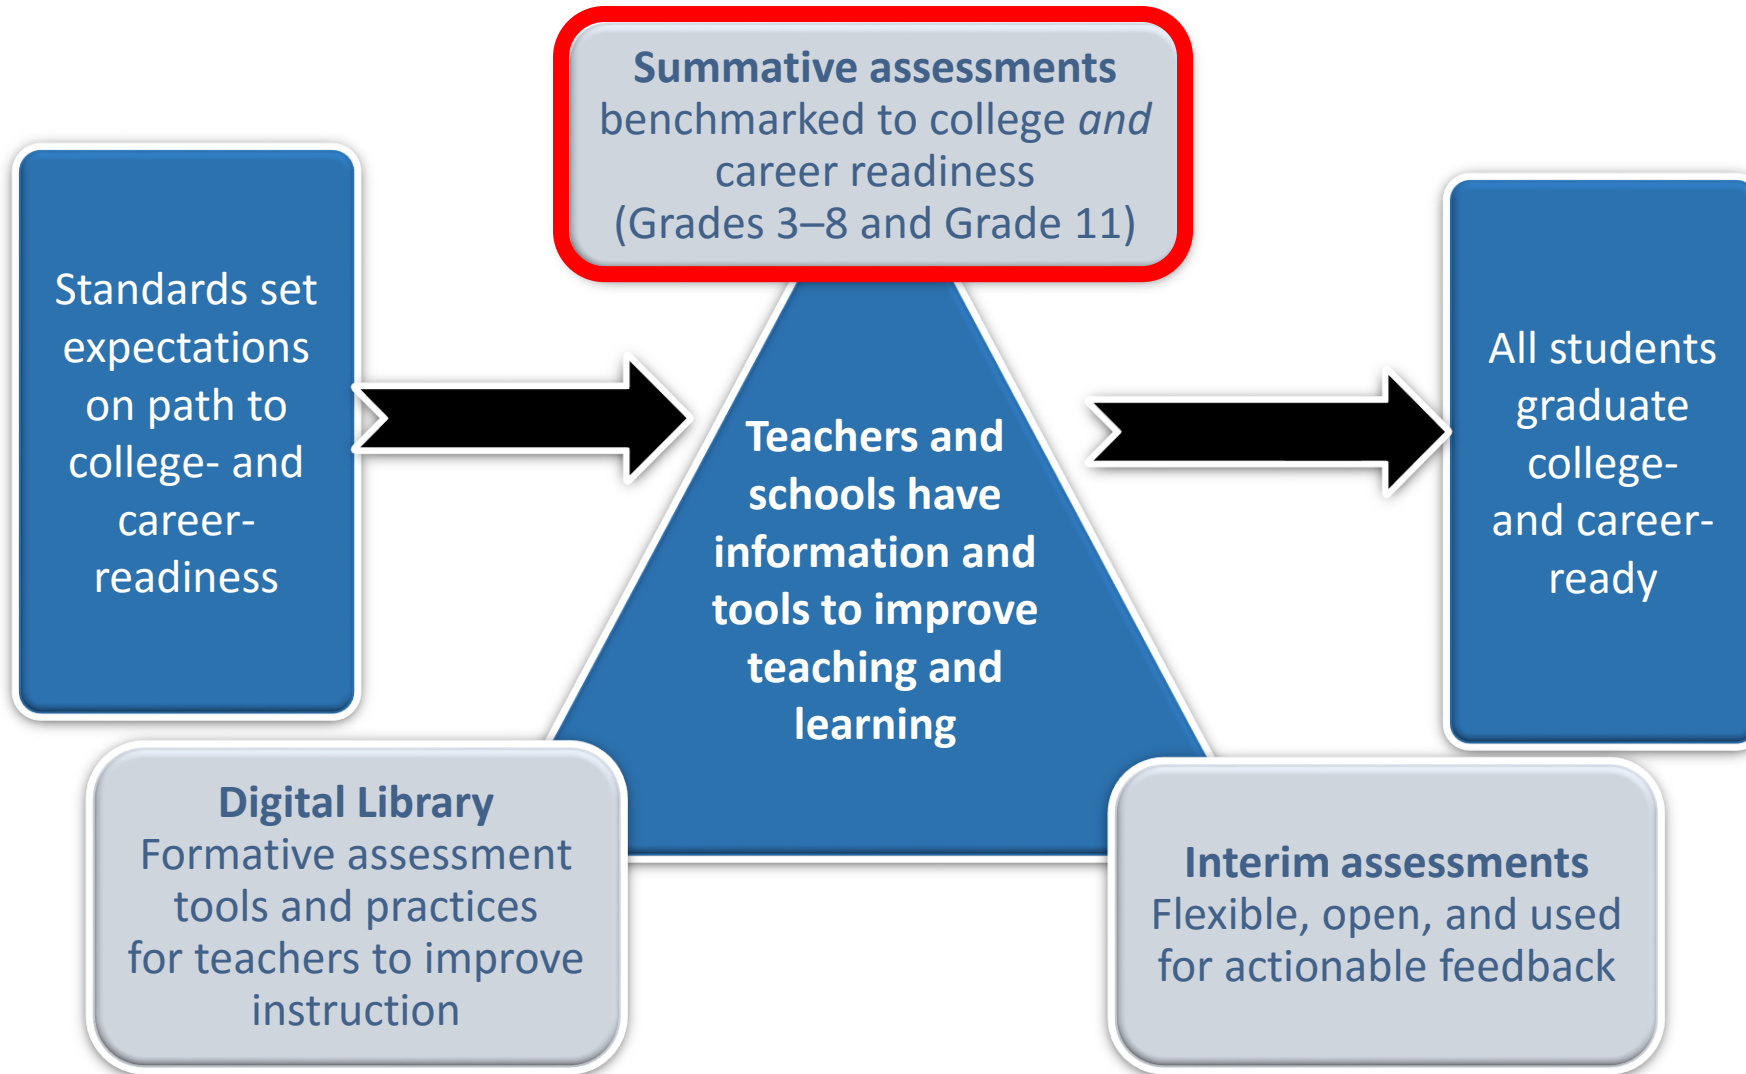 Summative assessments
benchmarked to college and
career readiness
(Grades 3–8 and Grade 11)
Standards set
expectations
on path to
college- and
career-
readiness
Teachers and
schools have
information and
tools to improve
teaching and
learning
All students
graduate
college-
and career-
ready
Digital Library
Formative assessment
tools and practices
for teachers to improve
instruction
Interim assessments
Flexible, open, and used
for actionable feedback